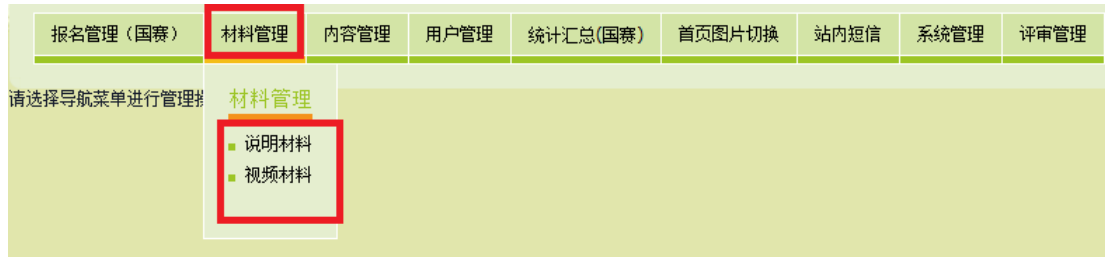 报名管理（国赛） 材料管理 内容管理 用户管理 统计汇总(国赛) 首页图片切换 站内短信 系统管理 评审管理
请选择导航菜单进行管理
材料管理
说明材料
视频材料